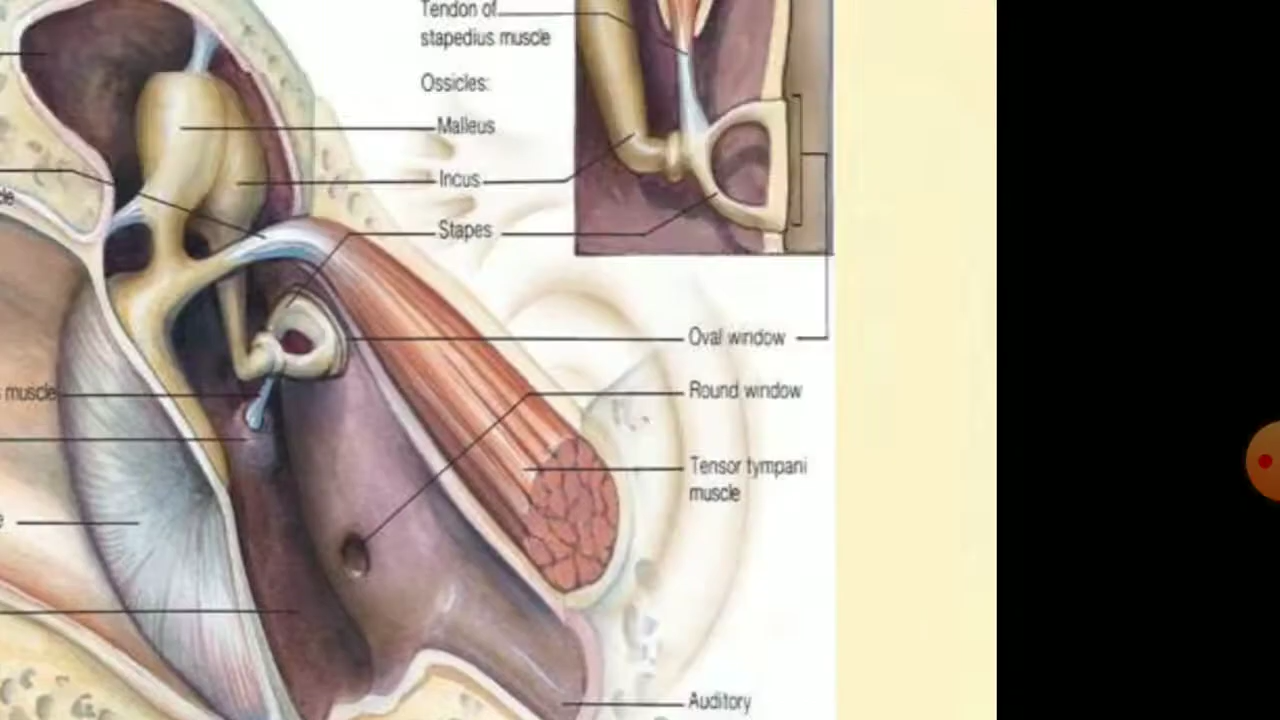 Tendon of
stapedius muscle
Ossicles:
Malleus
Incus
Stapes
Oval window
muscle
Round window
Tensor tympani
muscle
Auditory